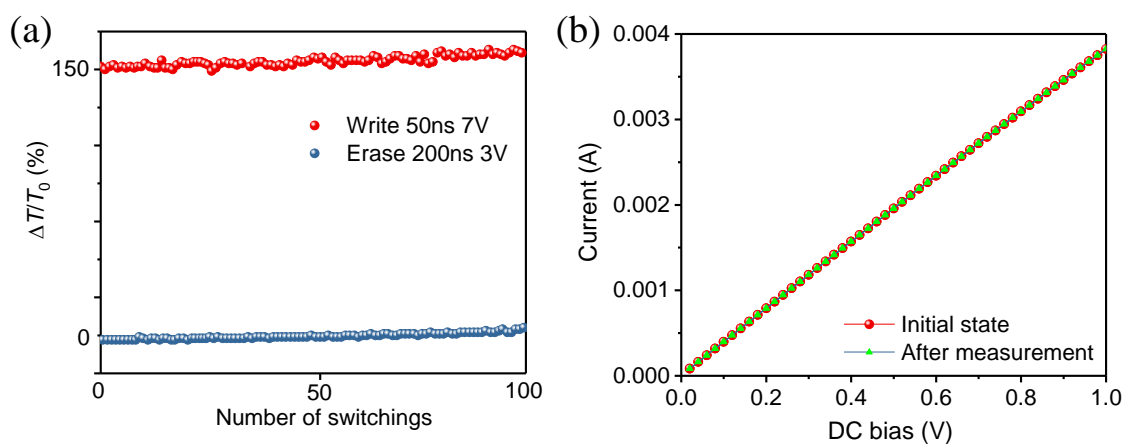 (a)
150
0
ΔT/T0 (%)
Write 50ns 7V
Erase 200ns 3V
0
50
100
Number of switchings
(b)
0.004
0.003
0.002
0.001
0.000
Current (A)
Initial state
After measurement
0.0
0.2
0.4
0.6
0.8
1.0
DC bias (V)